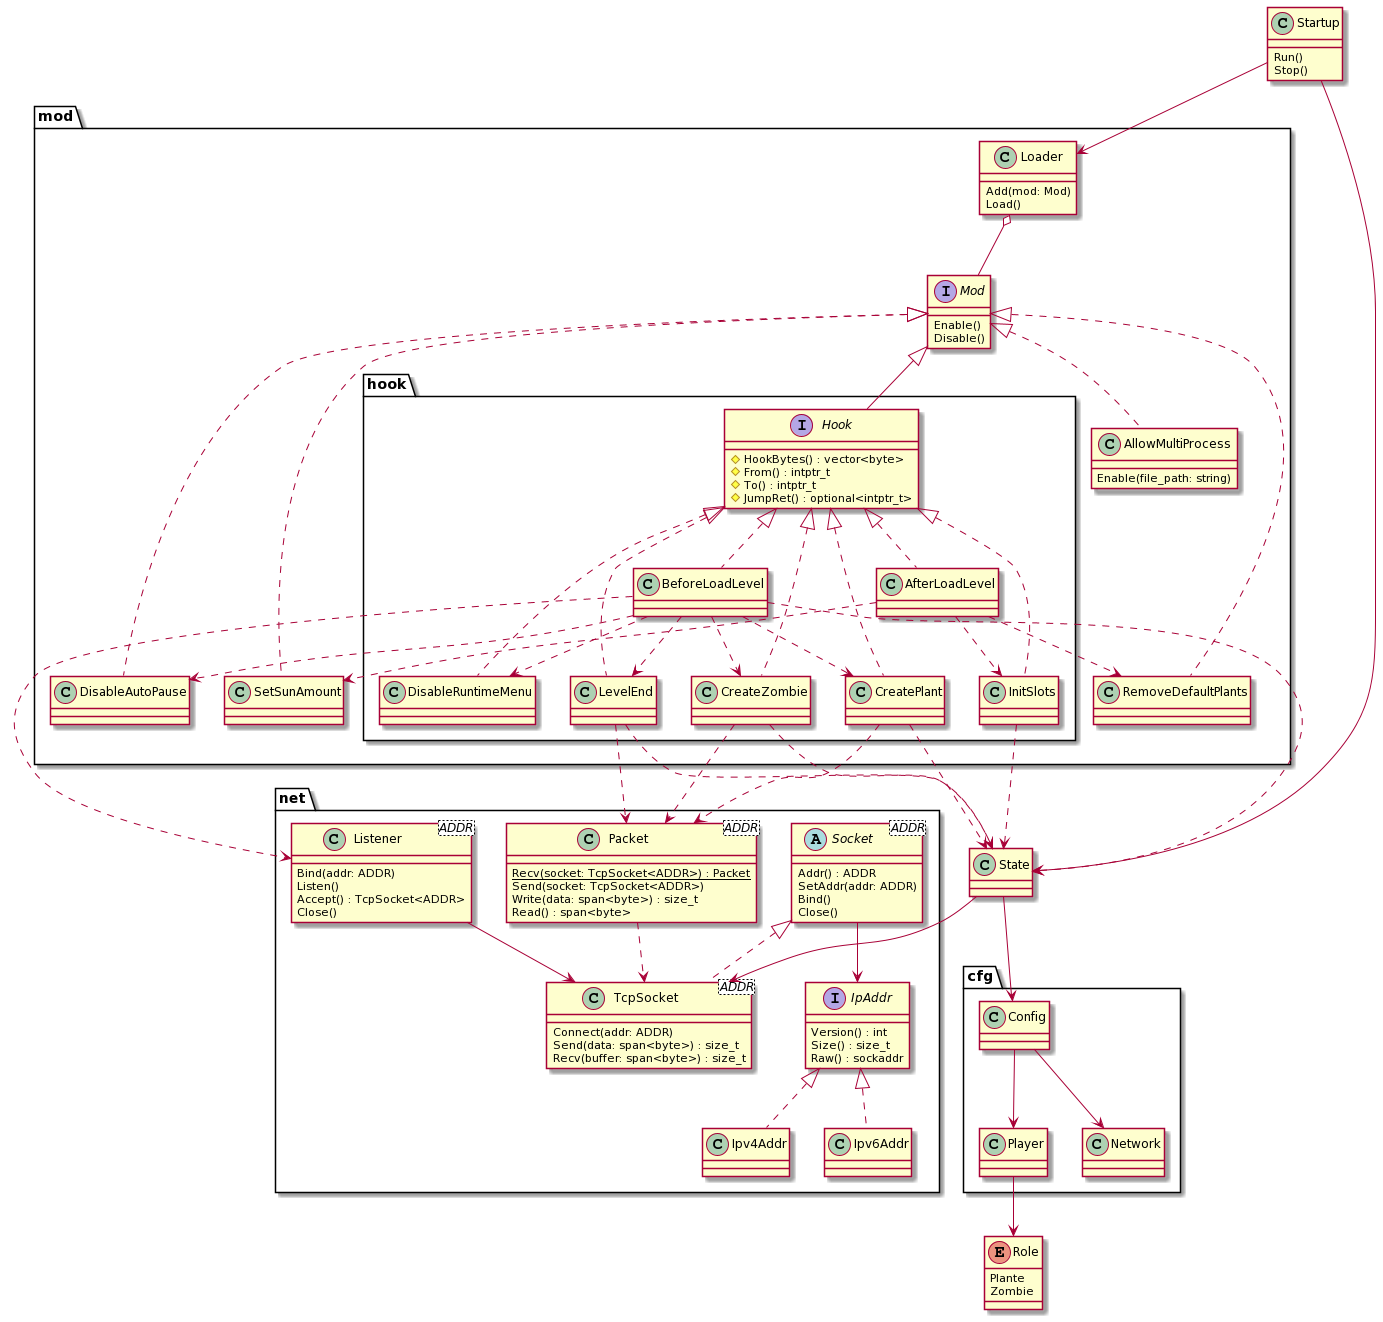 C Startup
Run()
Stop()
mod
C Loader
Add(mod: Mod)
Load()
I Mod
Enable()
Disable()
hook
I Hook
HookBytes() : vector<byte>
From() : intptr_t
To() : intptr_t
JumpRet() : optional<intptr_t>
C AllowMultiProcess
Enable(file_path: string)
C BeforeLoadLevel
C AfterLoadLevel
C DisableAutoPause
C SetSunAmount
C DisableRuntimeMenu
C LevelEnd
C CreateZombie
C CreatePlant
C InitSlots
C RemoveDefaultPlants
net
C Listener
ADDR
Bind(addr: ADDR)
Listen()
Accept() : TcpSocket<ADDR>
Close()
C Packet
ADDR
Recv(socket: TcpSocket<ADDR>) : Packet
Send(socket: TcpSocket<ADDR>)
Write(data: span<byte>) : size_t
Read() : span<byte>
A Socket
ADDR
Addr() : ADDR
SetAddr(addr: ADDR)
Bind()
Close()
C State
C TcpSocket
ADDR
Connect(addr: ADDR)
Send(data: span<byte>) : size_t
Recv(buffer: span<byte>) : size_t
I IpAddr
Version() : int
Size() : size_t
Raw() : sockaddr
cfg
C Config
C Ipv4Addr
C Ipv6Addr
C Player
C Network
E Role
Plante
Zombie